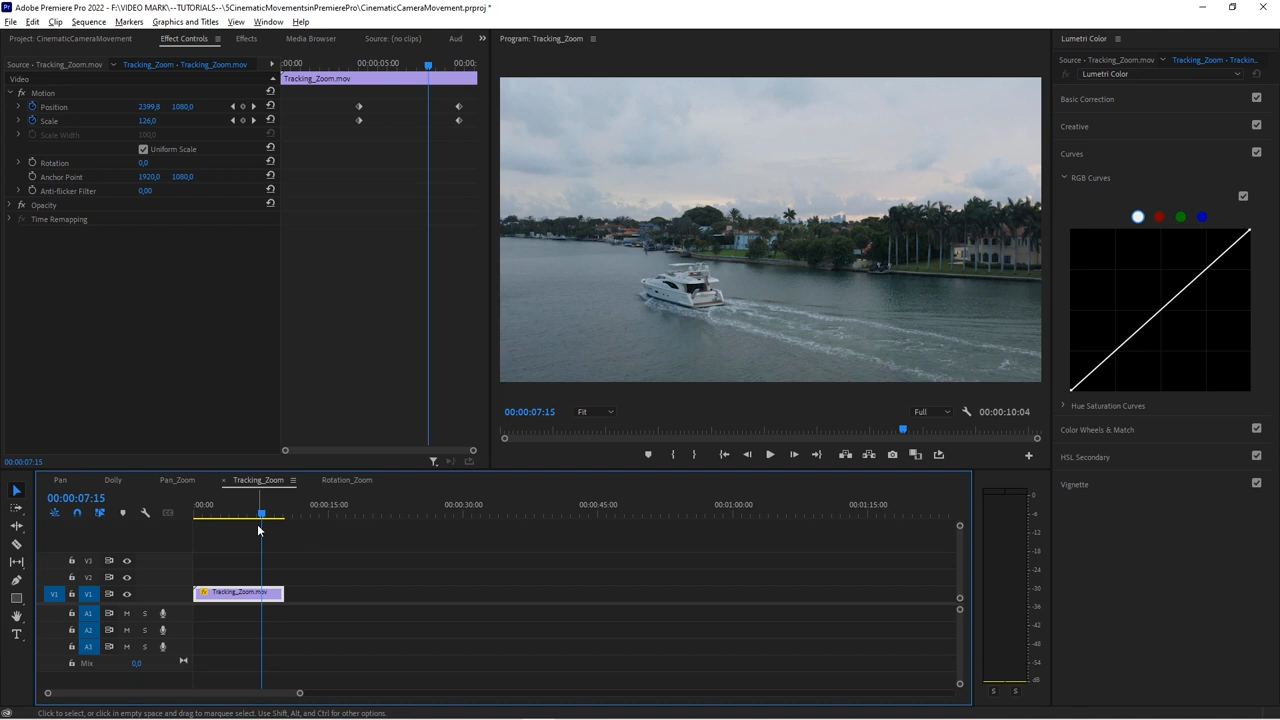 Adobe Premiere Pro 2022 - F:\VIDEO MARK\--TUTORIALS--\5CinematicMovementsinPremierePro\CinematicCameraMovement.prproj *
File Edit Clip Sequence Markers Graphics and Titles View Window Help
Project: CinematicCameraMovement Effect Controls Effects Media Browser Source: (no clips) Aud
Program: Tracking_Zoom
Lumetri Color
Source • Tracking_Zoom.mov Tracking_Zoom • Tracking_Zoom.mov :00:00 00:00:05:00 00:00:
Source • Tracking_Zoom.mov Tracking_Zoom • Trackin...
fx Lumetri Color
Video
Tracking_Zoom.mov
fx Motion
Position 2399,8 1080,0
Scale 126,0
Scale Width 100,0
Uniform Scale
Rotation 0,0
Anchor Point 1920,0 1080,0
Anti-flicker Filter 0,00
fx Opacity
fx Time Remapping
00:00:07:15
Basic Correction
Creative
Curves
RGB Curves
Hue Saturation Curves
Color Wheels & Match
HSL Secondary
Vignette
00:00:07:15 Fit Full 00:00:10:04
Pan Dolly Pan_Zoom × Tracking_Zoom Rotation_Zoom
00:00:07:15
:00:00 00:00:15:00 00:00:30:00 00:00:45:00 00:01:00:00 00:01:15:00
V3
V2
V1 V1
fx Tracking_Zoom.mov
A1 M S
A2 M S
A3 M S
Mix 0,0
0
-6
-12
-18
-24
-30
-36
-42
-48
-54
dB
S S
Click to select, or click in empty space and drag to marquee select. Use Shift, Alt, and Ctrl for other options.